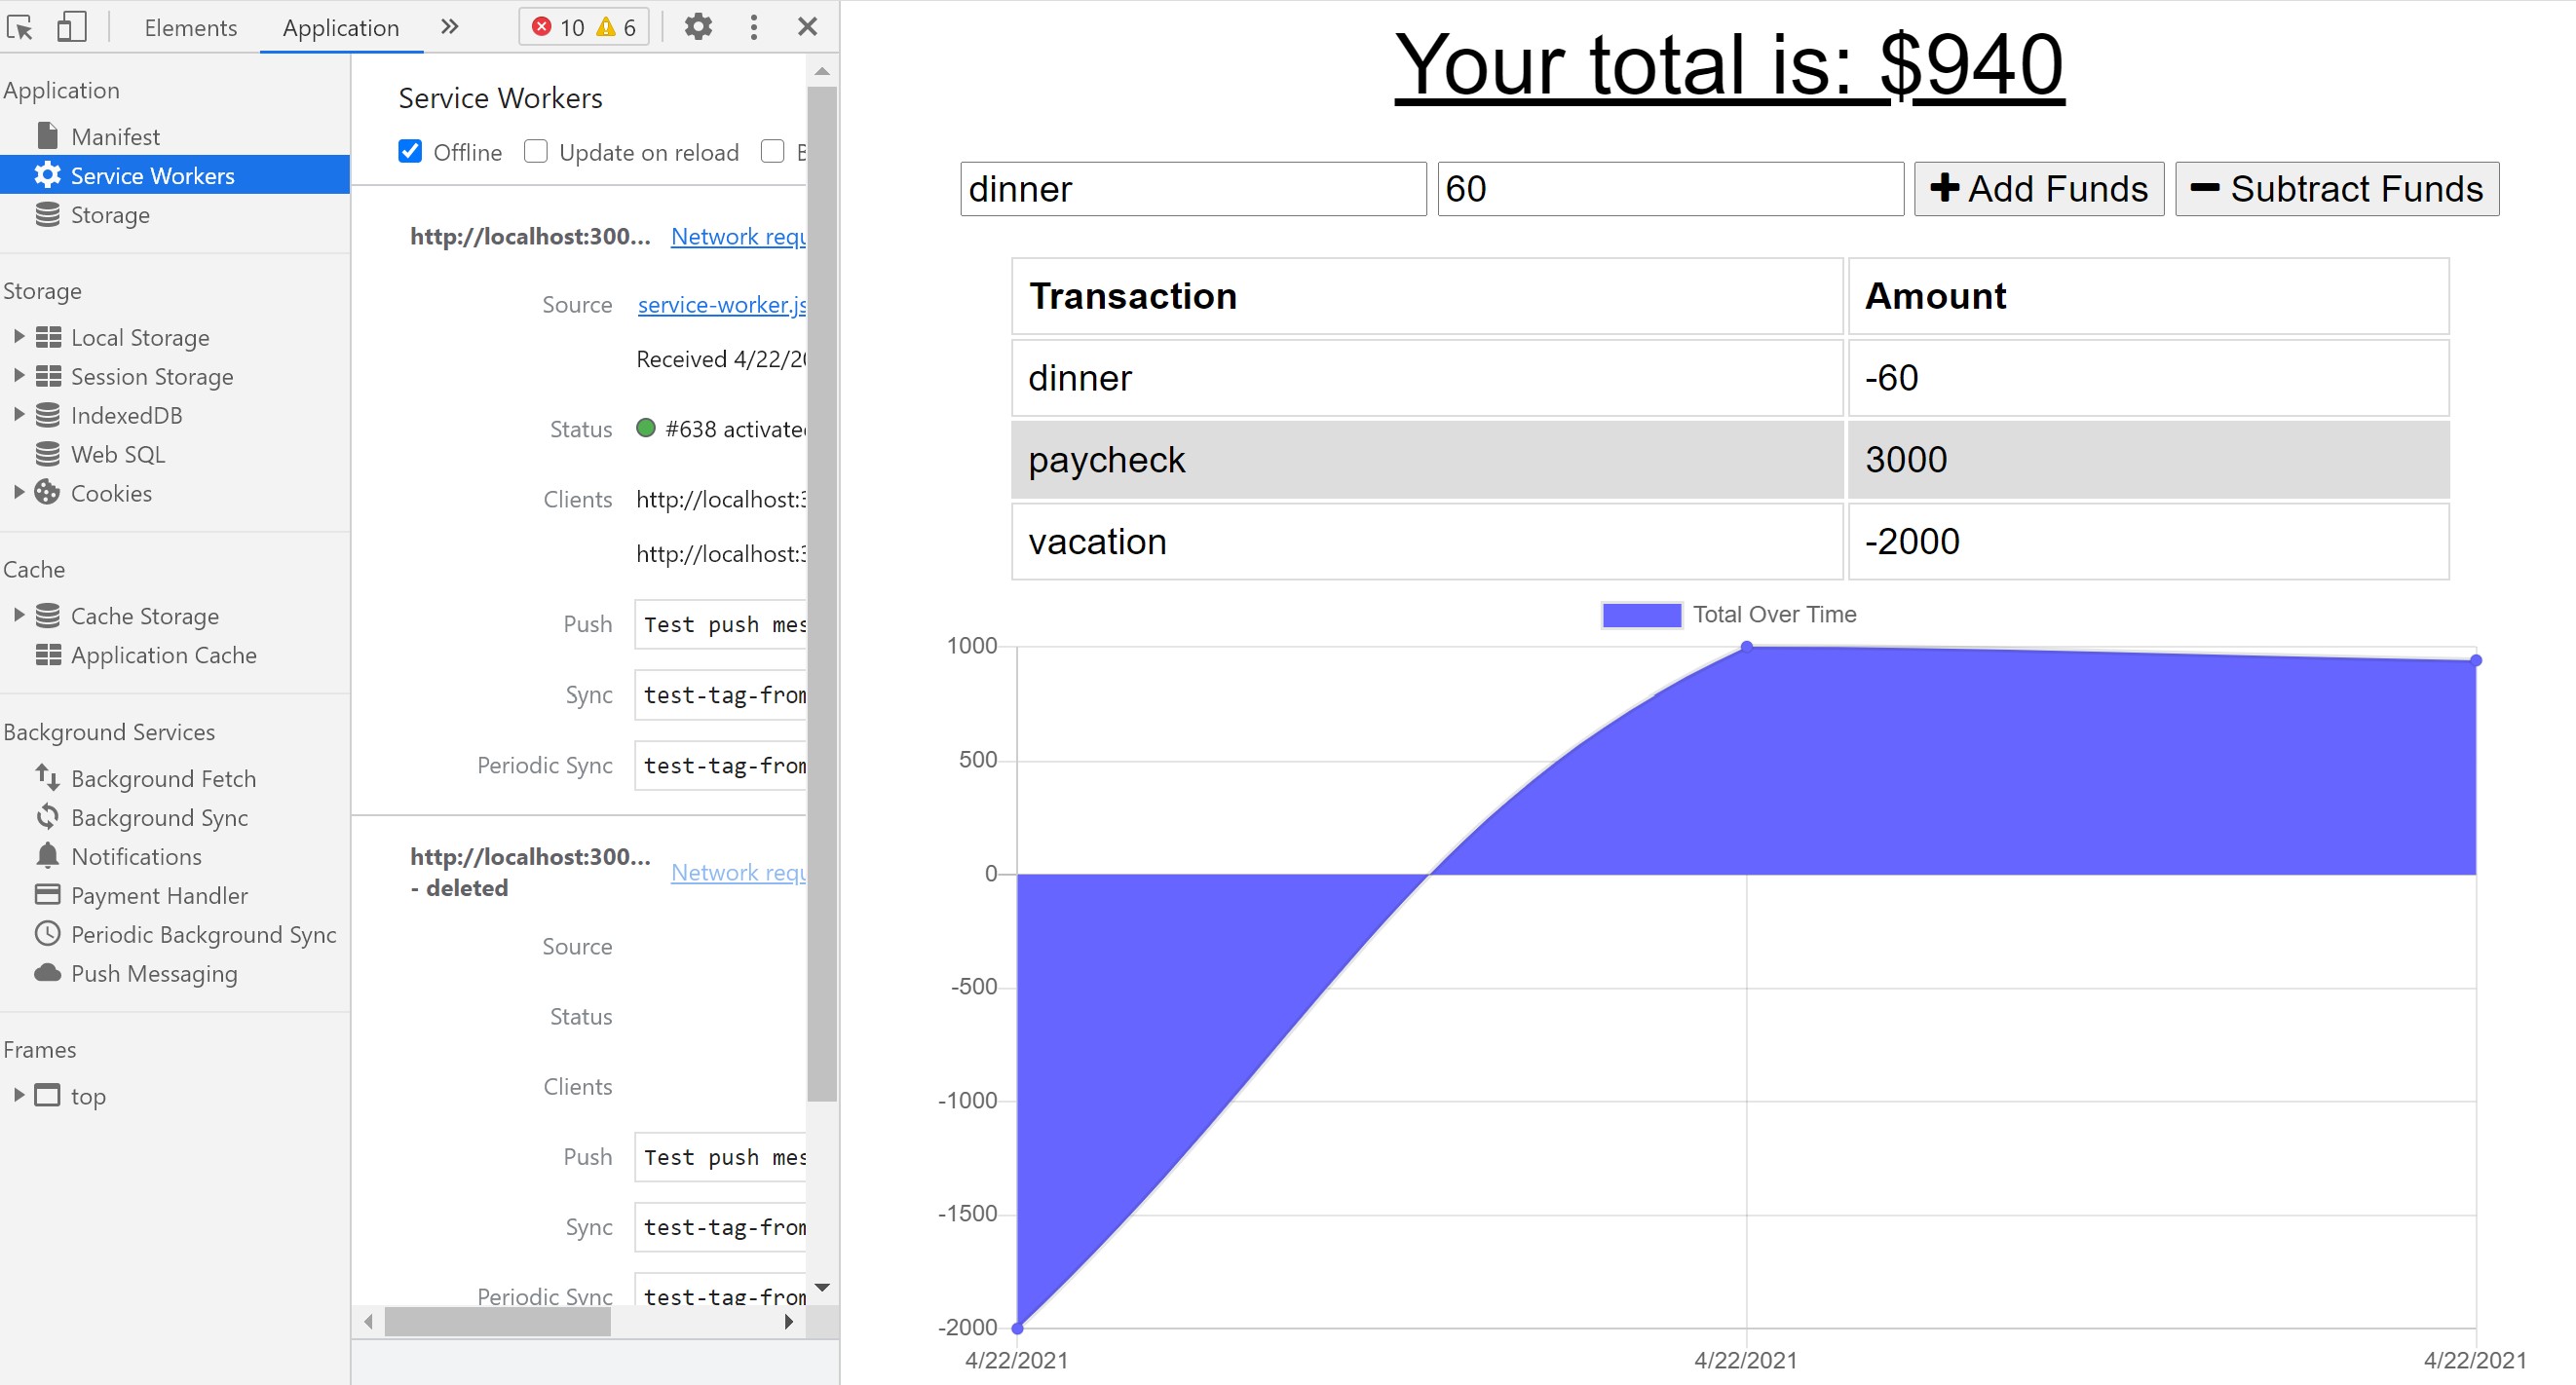 Elements
Application
10
6
Application
Manifest
Service Workers
Storage
Storage
Local Storage
Session Storage
IndexedDB
Web SQL
Cookies
Cache
Cache Storage
Application Cache
Background Services
Background Fetch
Background Sync
Notifications
Payment Handler
Periodic Background Sync
Push Messaging
Frames
top
Service Workers
Offline
Update on reload
http://localhost:300...
Network requ
Source
service-worker.js
Received 4/22/20
Status
#638 activate
Clients
http://localhost:3
http://localhost:3
Push
Test push mes
Sync
test-tag-from
Periodic Sync
test-tag-from
http://localhost:300...
- deleted
Network requ
Source
Status
Clients
Push
Test push mes
Sync
test-tag-from
Periodic Sync
test-tag-from
Your total is: $940
dinner
60
Add Funds
Subtract Funds
Transaction Amount
dinner -60
paycheck 3000
vacation -2000
Total Over Time
1000
500
0
-500
-1000
-1500
-2000
4/22/2021 4/22/2021 4/22/2021